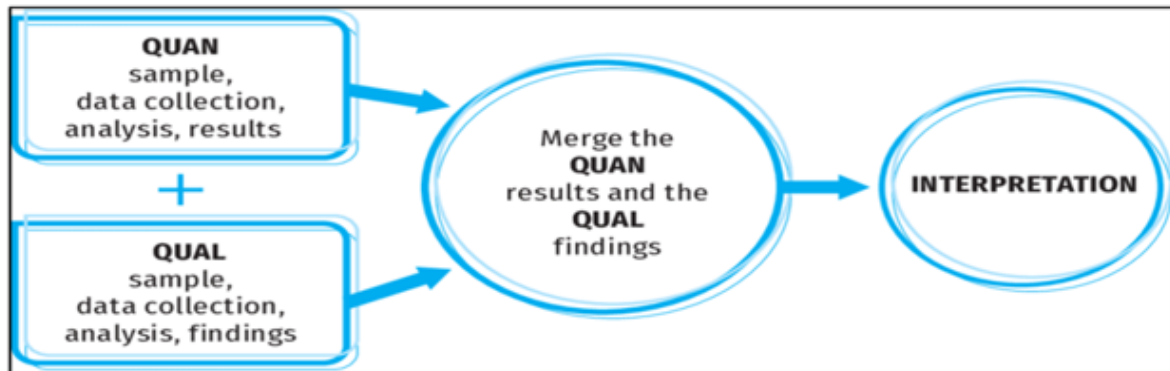 QUAN
sample,
data collection,
analysis, results
+
QUAL
sample,
data collection,
analysis, findings
Merge the
QUAN
results and the
QUAL
findings
INTERPRETATION